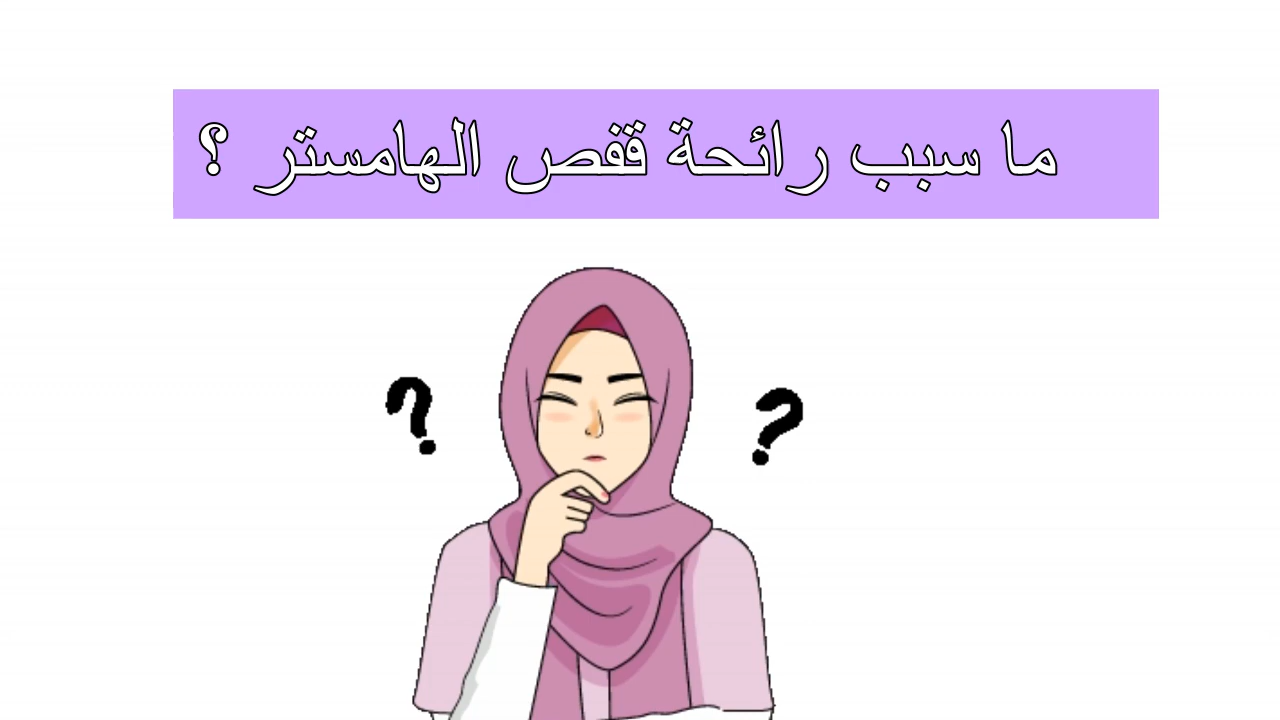 ما سبب رائحة قفص الهامستر ؟
? ?